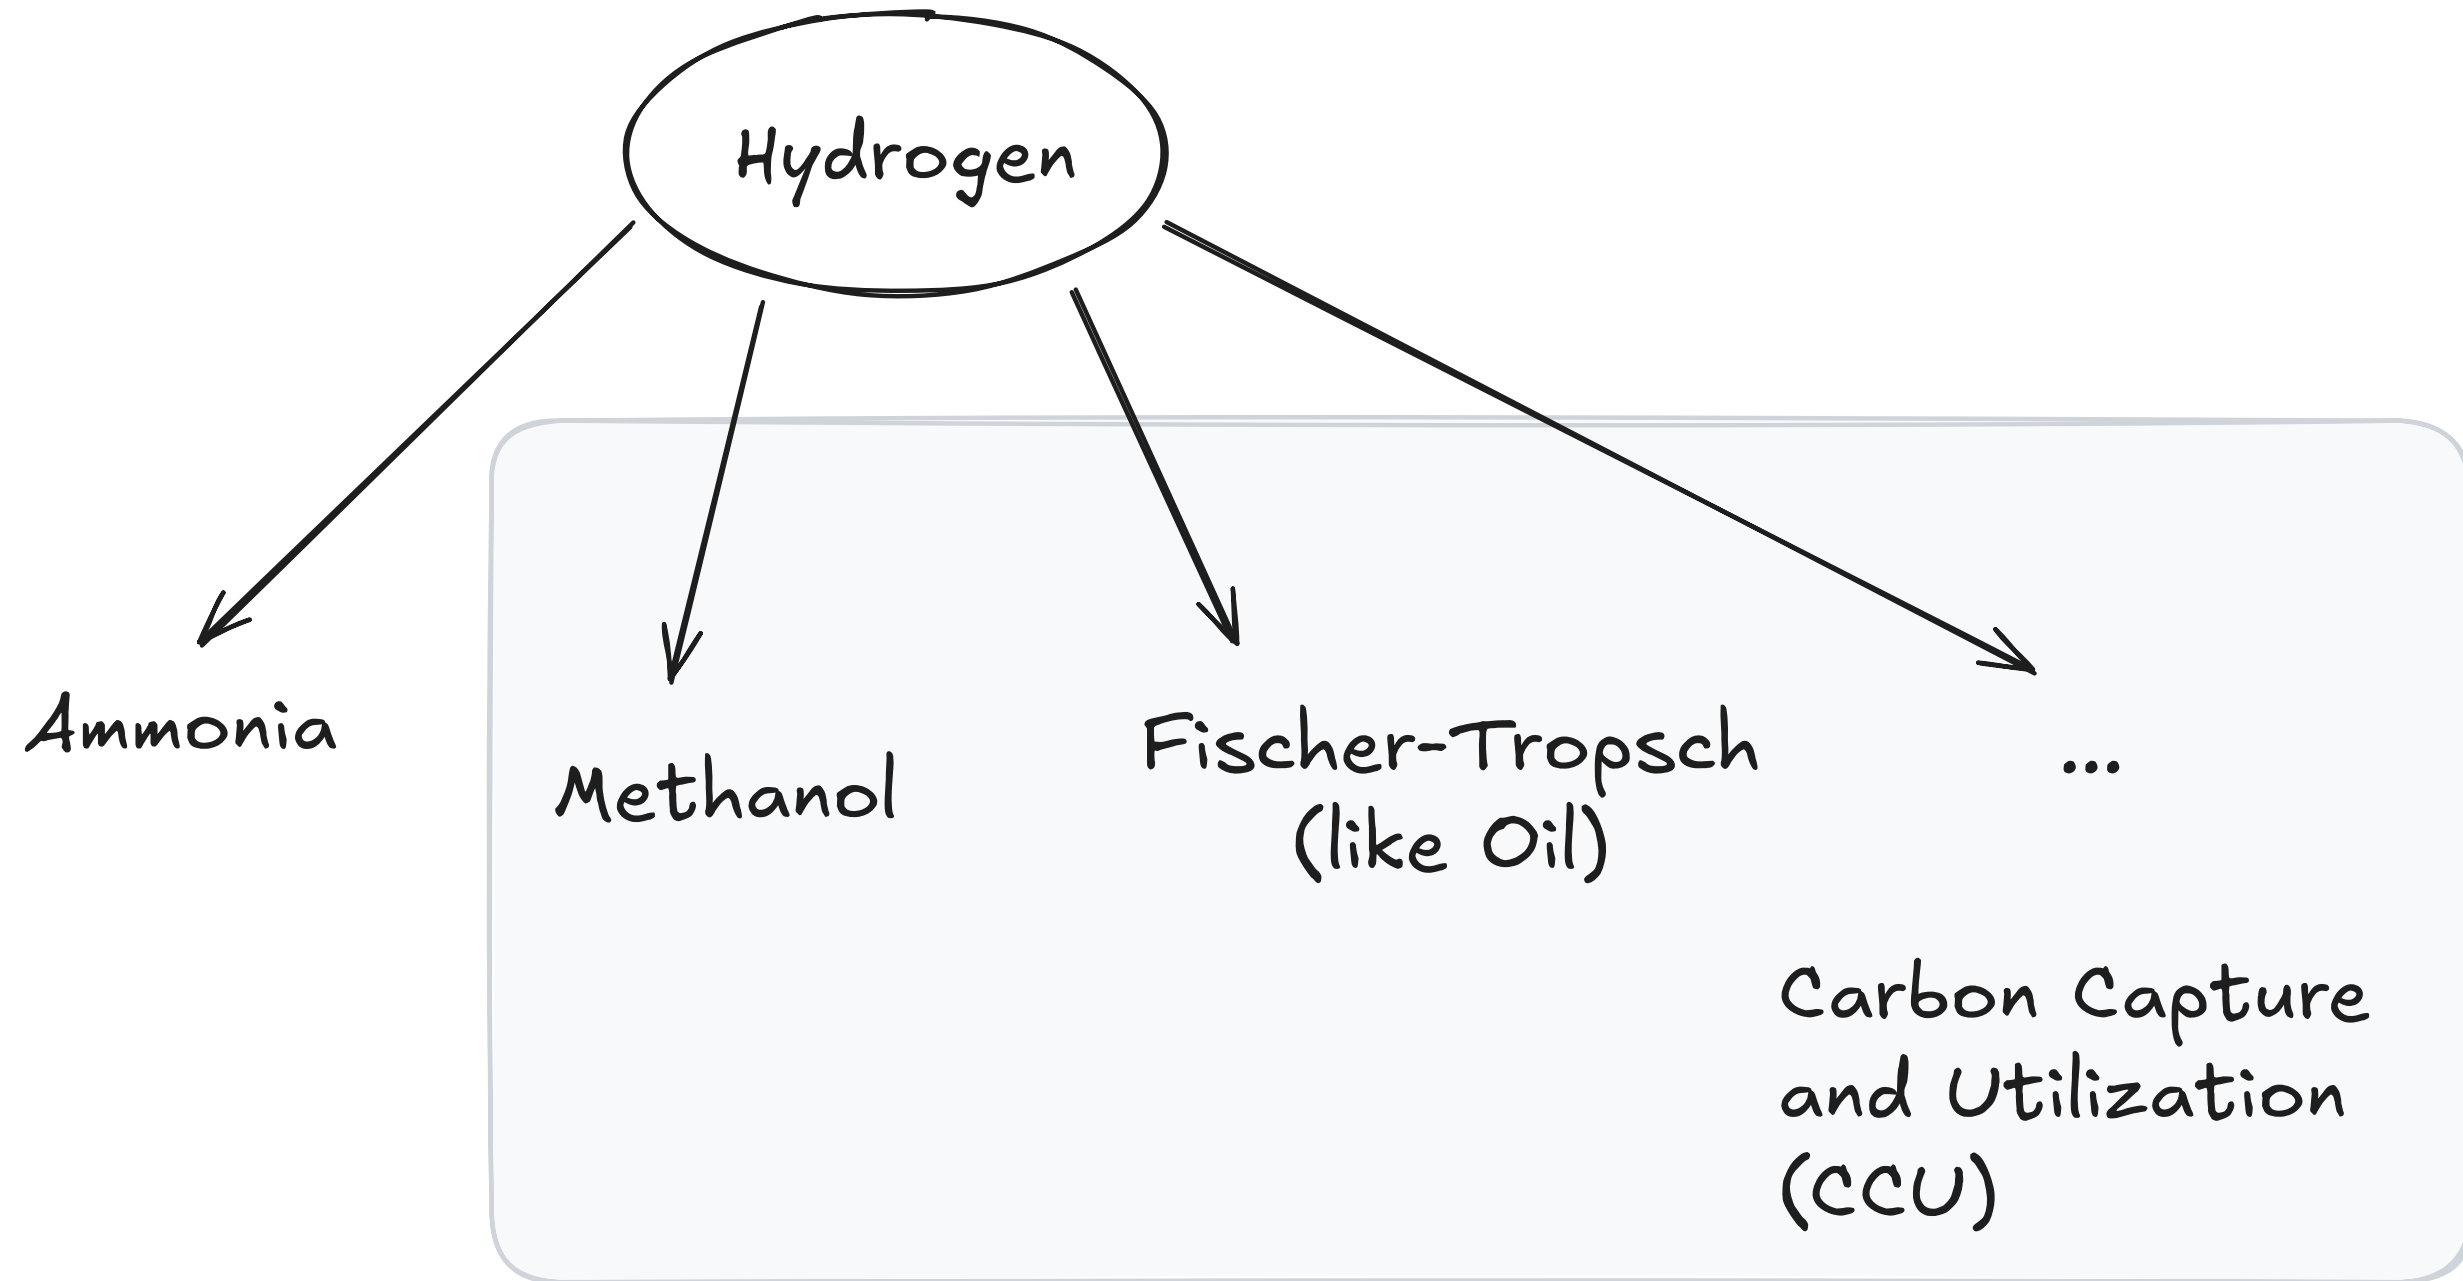 Hydrogen
Ammonia
Methanol
Fischer-Tropsch
(like Oil)
...
Carbon Capture
and Utilization
(CCU)